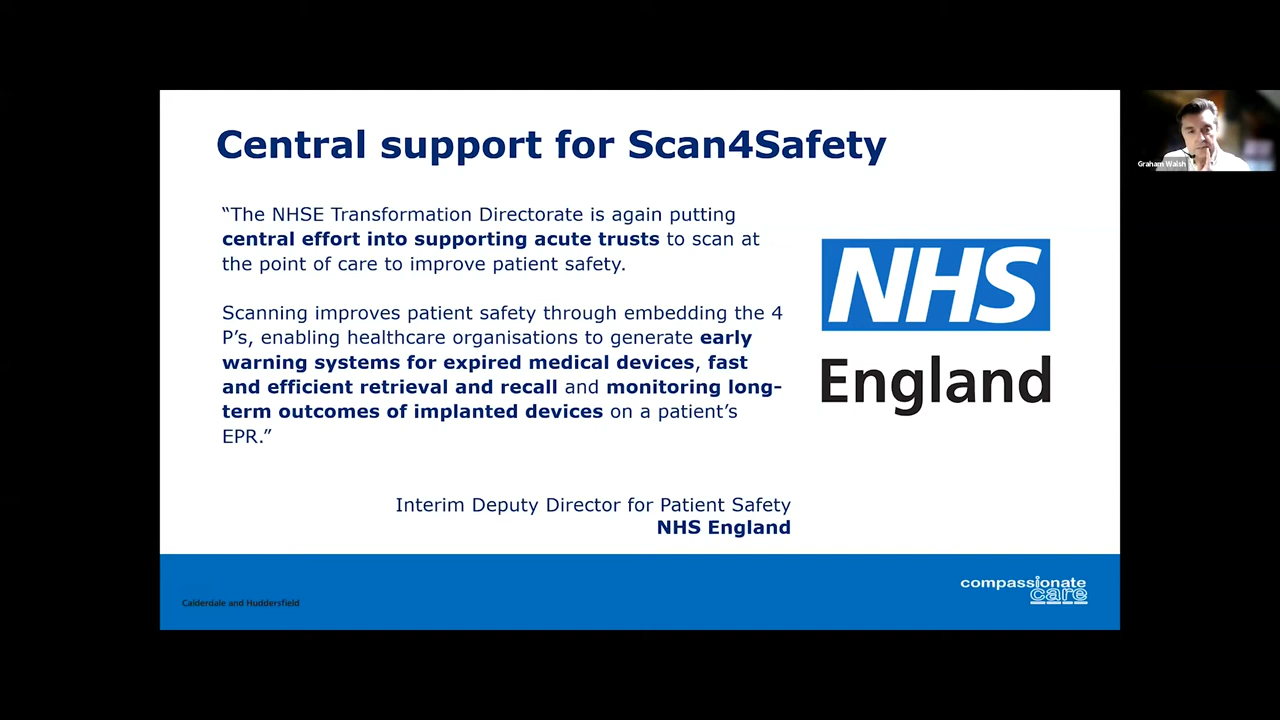 Central support for Scan4Safety
Graham Walsh
“The NHSE Transformation Directorate is again putting
central effort into supporting acute trusts to scan at
the point of care to improve patient safety.
Scanning improves patient safety through embedding the 4
P’s, enabling healthcare organisations to generate early
warning systems for expired medical devices, fast
and efficient retrieval and recall and monitoring long-
term outcomes of implanted devices on a patient’s
EPR.”
NHS
England
Interim Deputy Director for Patient Safety
NHS England
compassionate
care
Calderdale and Huddersfield